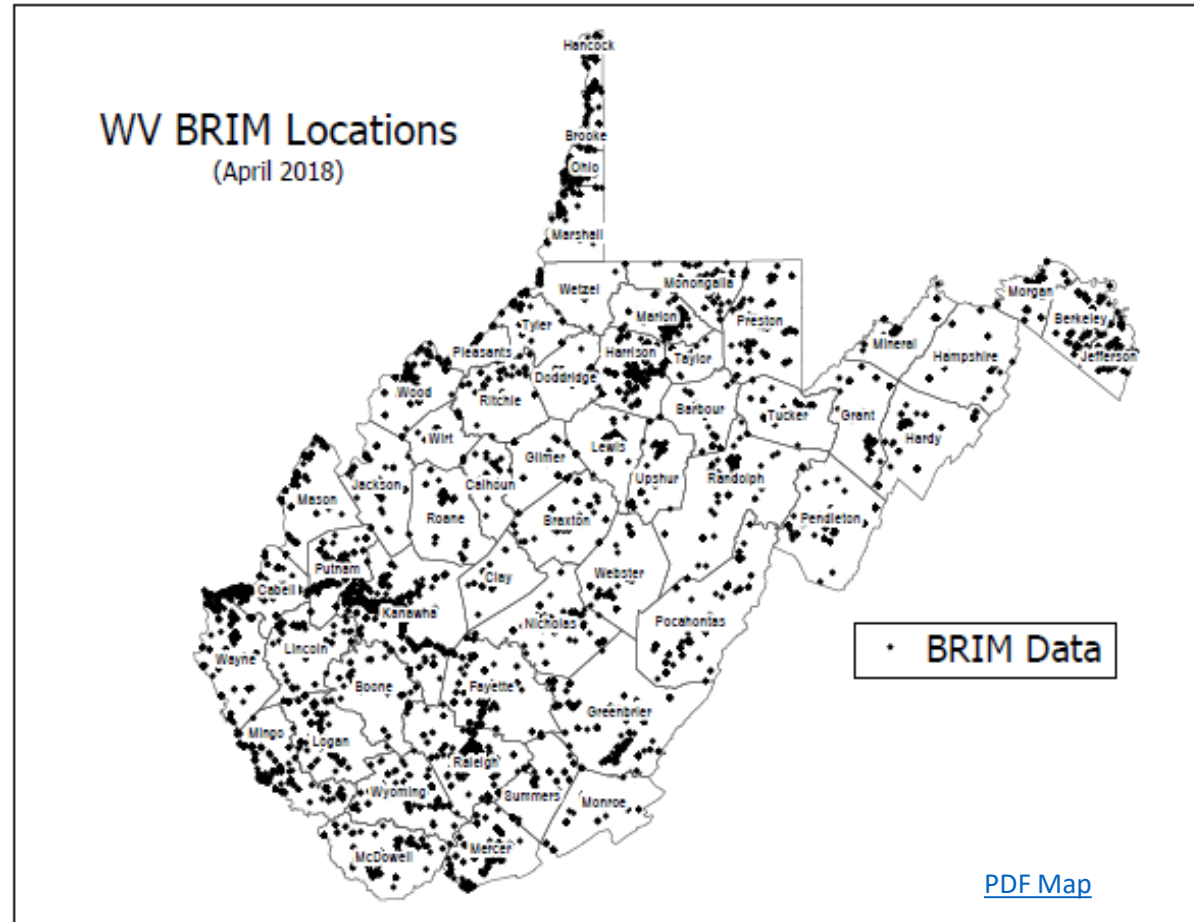 Hancock
WV BRIM Locations
(April 2018)
Brooke
Ohio
Marshall
Wetzel
Monongalia
Morgan
Berkeley
Marion
Preston
Tyler
Mineral
Hampshire
Jefferson
Pleasants
Harrison
Taylor
Doddridge
Wood
Ritchie
Barbour
Tucker
Grant
Hardy
Wirt
Lewis
Gilmer
Upshur
Randolph
Jackson
Calhoun
Mason
Roane
Braxton
Pendleton
Putnam
Clay
Webster
Cabell
Kanawha
Nicholas
Pocahontas
Wayne
Lincoln
BRIM Data
Boone
Fayette
Greenbrier
Mingo
Logan
Raleigh
Wyoming
Summers
Monroe
Mercer
McDowell
PDF Map